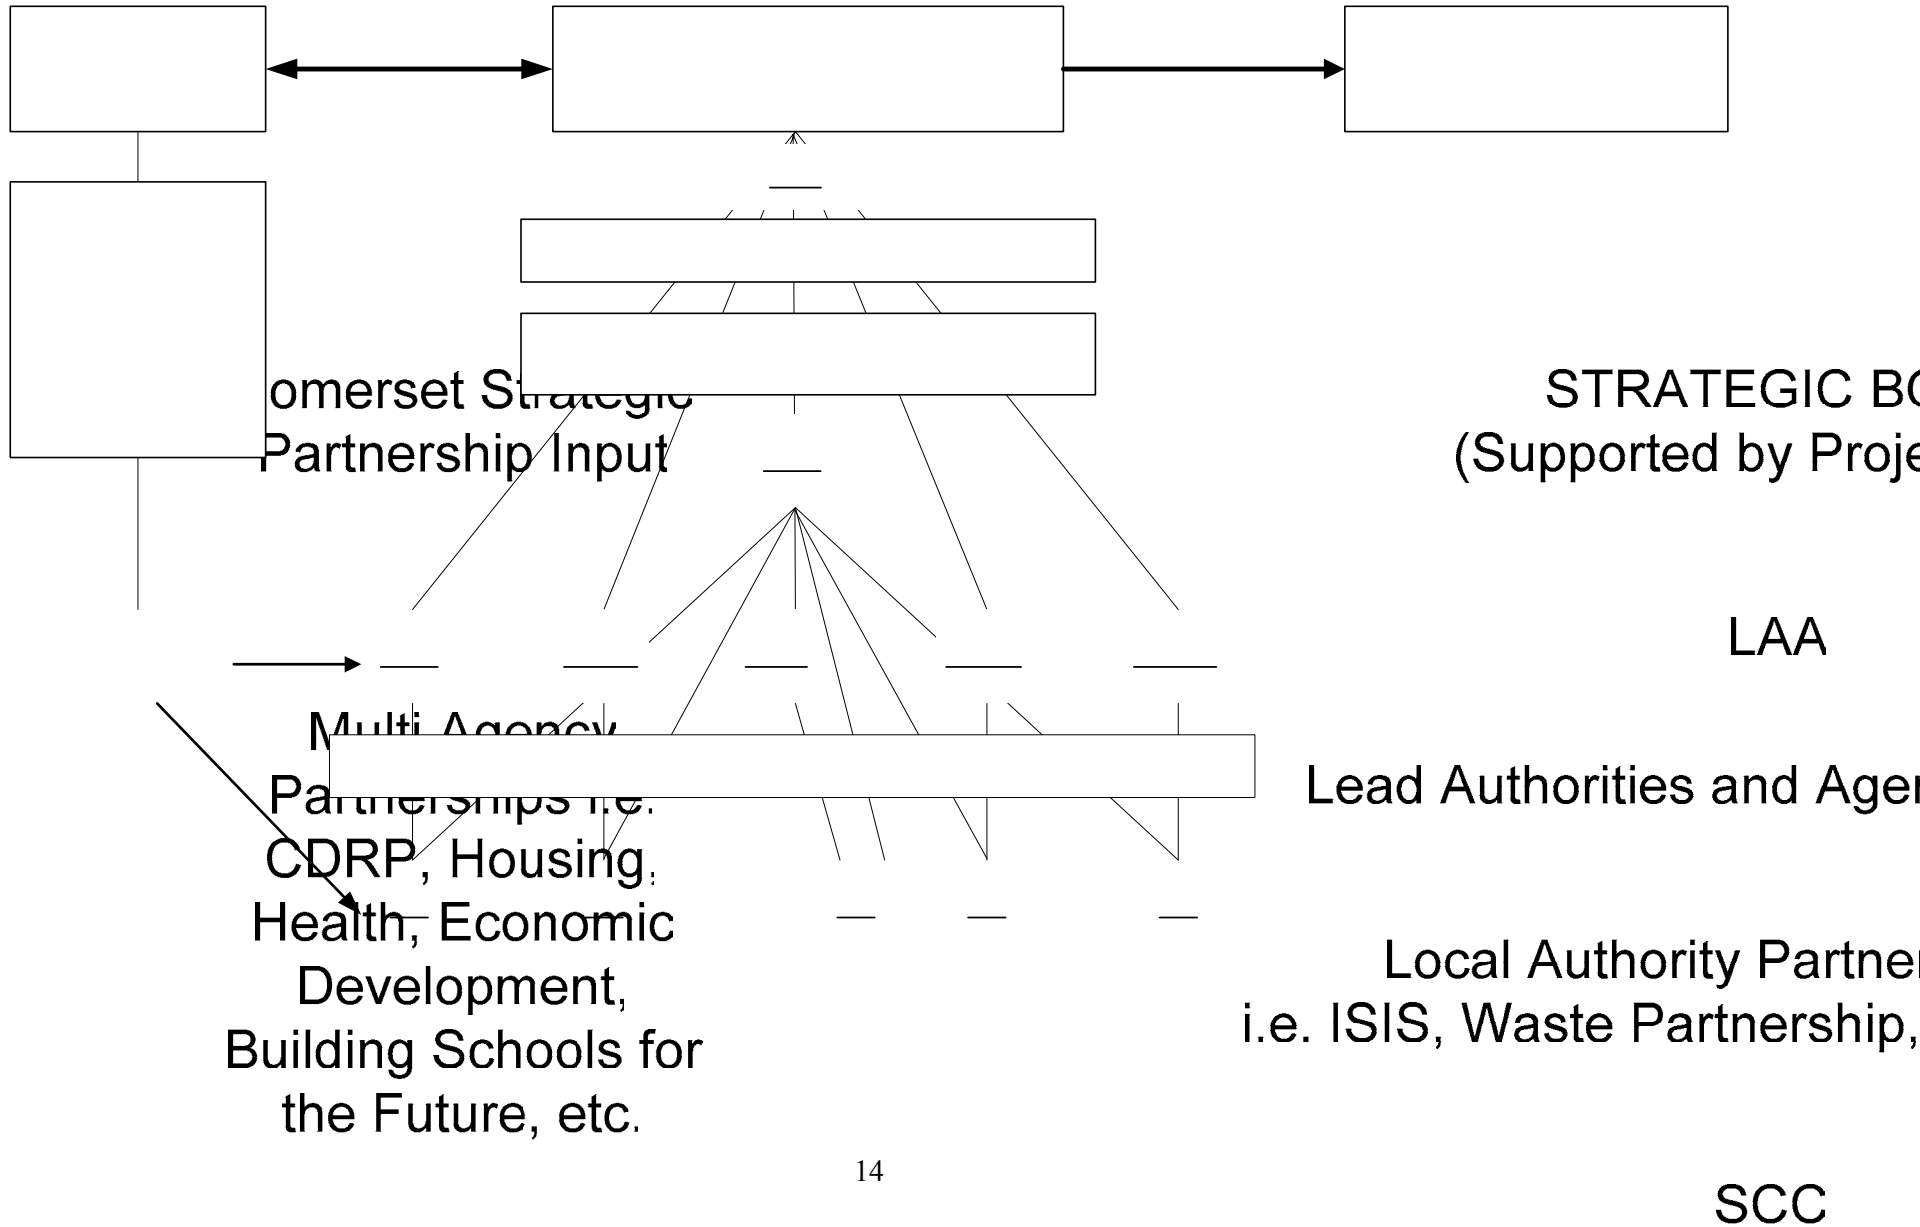 omerset Strategic
Partnership Input
STRATEGIC BO
(Supported by Proje
LAA
Multi Agency
Partnerships i.e.
CDRP, Housing,
Health, Economic
Development,
Building Schools for
the Future, etc.
Lead Authorities and Agen
Local Authority Partner
i.e. ISIS, Waste Partnership,
14
SCC